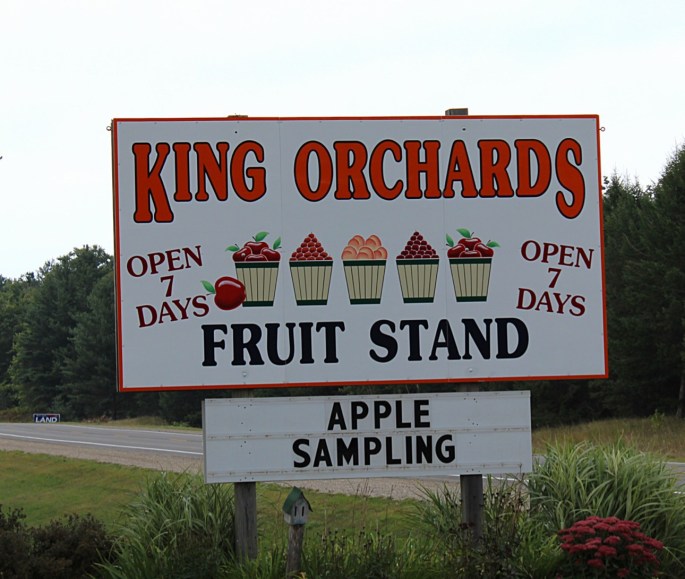 KING ORCHARDS
OPEN
7
DAYS
OPEN
7
DAYS
FRUIT STAND
APPLE
SAMPLING
LAND